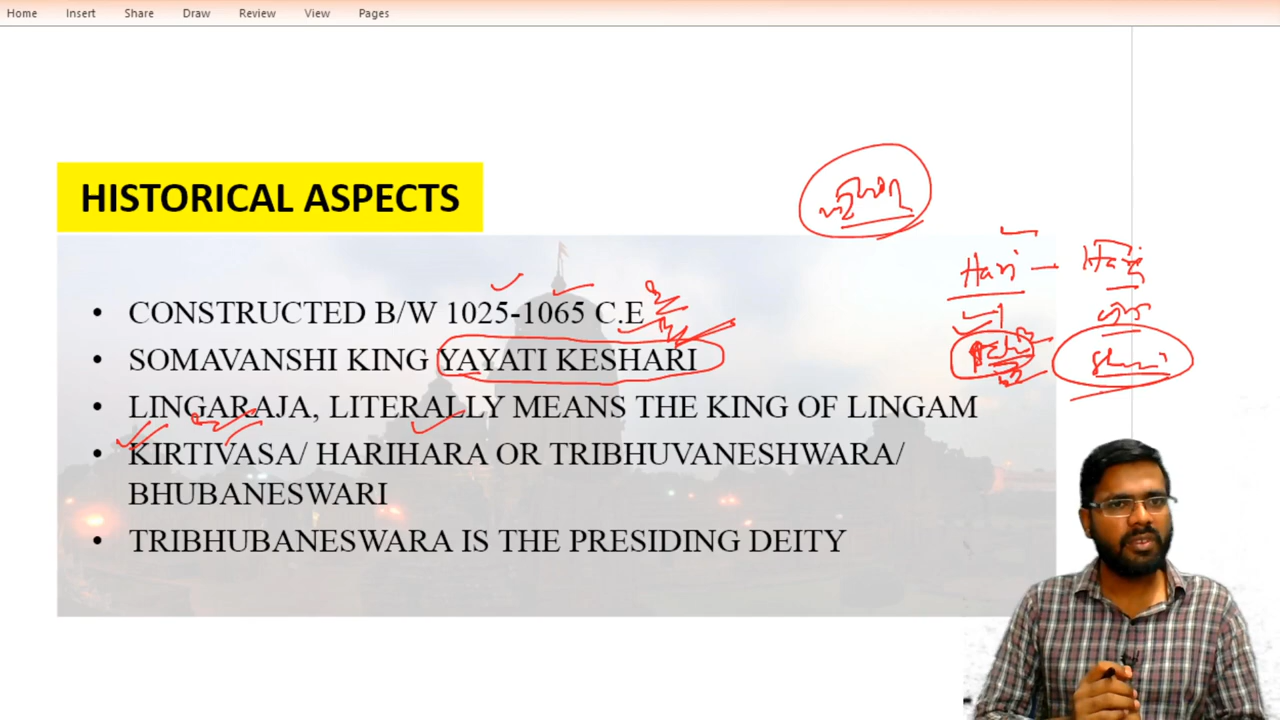 Home Insert Share Draw Review View Pages
HISTORICAL ASPECTS
• CONSTRUCTED B/W 1025-1065 C.E
• SOMAVANSHI KING YAYATI KESHARI
• LINGARAJA, LITERALLY MEANS THE KING OF LINGAM
• KIRTIVASA/ HARIHARA OR TRIBHUVANESHWARA/
BHUBANESWARI
• TRIBHUBANESWARA IS THE PRESIDING DEITY
Hari -